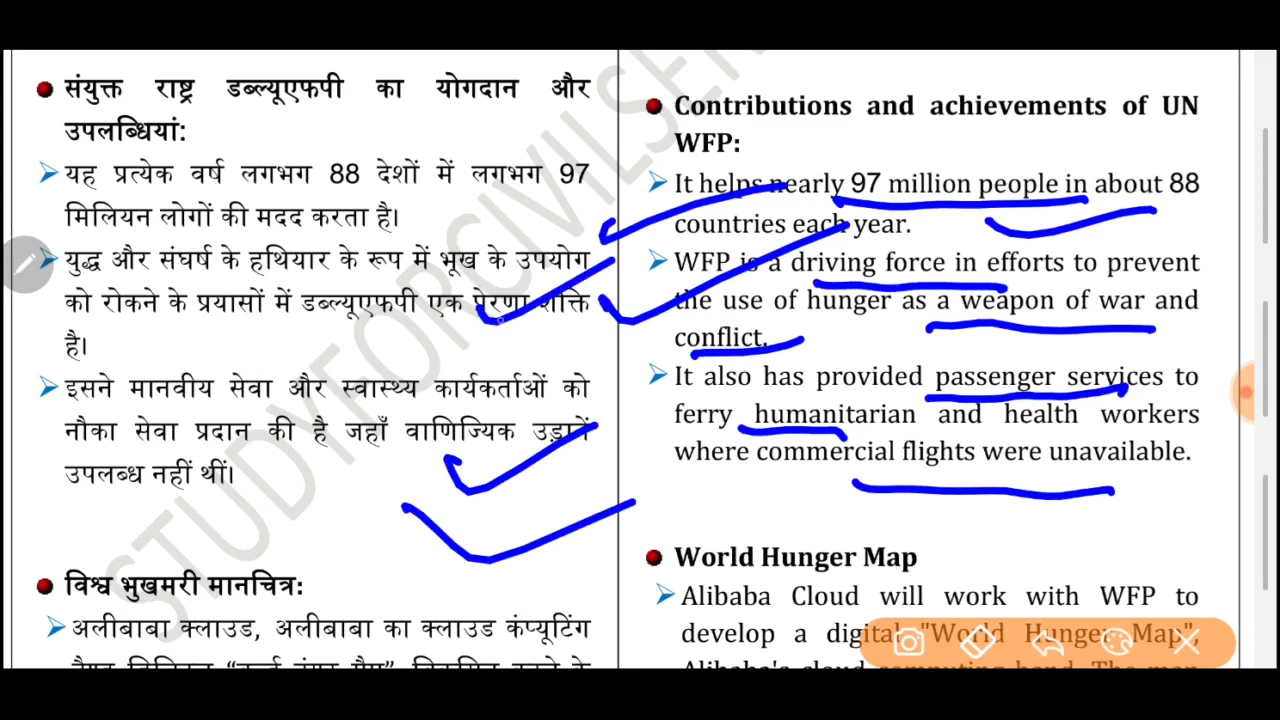 संयुक्त राष्ट्र डब्ल्यूएफपी का योगदान और
उपलब्धियां:
यह प्रत्येक वर्ष लगभग 88 देशों में लगभग 97
मिलियन लोगों की मदद करता है।
युद्ध और संघर्ष के हथियार के रूप में भूख के उपयोग
को रोकने के प्रयासों में डब्ल्यूएफपी एक प्रेरणा शक्ति
है।
इसने मानवीय सेवा और स्वास्थ्य कार्यकर्ताओं को
नौका सेवा प्रदान की है जहाँ वाणिज्यिक उड़ानें
उपलब्ध नहीं थीं।
विश्व भुखमरी मानचित्र:
अलीबाबा क्लाउड, अलीबाबा का क्लाउड कंप्यूटिंग
Contributions and achievements of UN
WFP:
It helps nearly 97 million people in about 88
countries each year.
WFP is a driving force in efforts to prevent
the use of hunger as a weapon of war and
conflict.
It also has provided passenger services to
ferry humanitarian and health workers
where commercial flights were unavailable.
World Hunger Map
Alibaba Cloud will work with WFP to
develop a digital "World Hunger Map",
STUDYFORCIVILSER